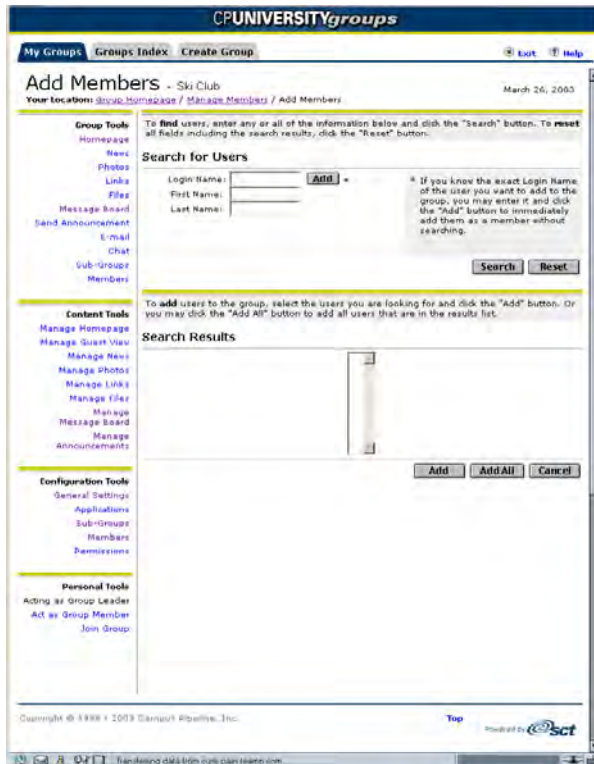 CPUNIVERSITYgroups
My Groups Groups Index Create Group
Exit Help
Add Members - Ski Club
March 26, 2003
Your Location: Group Homepage / Manage Members / Add Members
Group Tools
Homepage
News
Photos
Links
Files
Message Board
Send Announcement
E-mail
Chat
Sub-Groups
Members
Content Tools
Manage Homepage
Manage Guest View
Manage News
Manage Photos
Manage Links
Manage Files
Manage
Message Board
Manage
Announcements
Configuration Tools
General Settings
Applications
Sub-Groups
Members
Permissions
Personal Tools
Acting as Group Leader
Act as Group Member
Join Group
To find users, enter any or all of the information below and click the "Search" button. To reset
all fields including the search results, click the "Reset" button.
Search for Users
Login Name: Add *
First Name:
Last Name:
* If you know the exact Login Name
of the user you want to add to the
group, you may enter it and click
the "Add" button to immediately
add them as a member without
searching.
Search Reset
To add users to the group, select the users you are looking for and click the "Add" button. Or
you may click the "Add All" button to add all users that are in the results list.
Search Results
Add Add All Cancel
Copyright © 1998 - 2003 Campus Pipeline, Inc.
Top
Powered by sct
Transferring data from